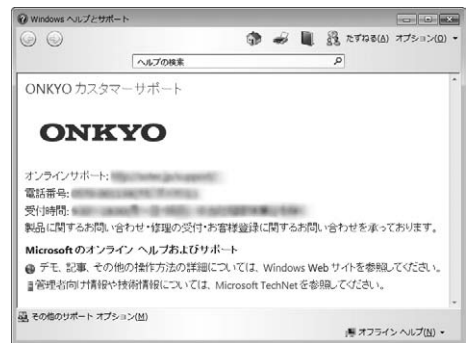 Windows ヘルプとサポート
たずねる(A) オプション(O)
ヘルプの検索
ONKYO カスタマーサポート
ONKYO
オンラインサポート:
電話番号:
受付時間:
製品に関するお問い合わせ・修理の受付・お客様登録に関するお問い合わせを承っております。
Microsoft のオンライン ヘルプおよびサポート
デモ、記事、その他の操作方法の詳細については、Windows Web サイトを参照してください。
管理者向け情報や技術情報については、Microsoft TechNet を参照してください。
その他のサポート オプション(M)
オフライン ヘルプ(N)